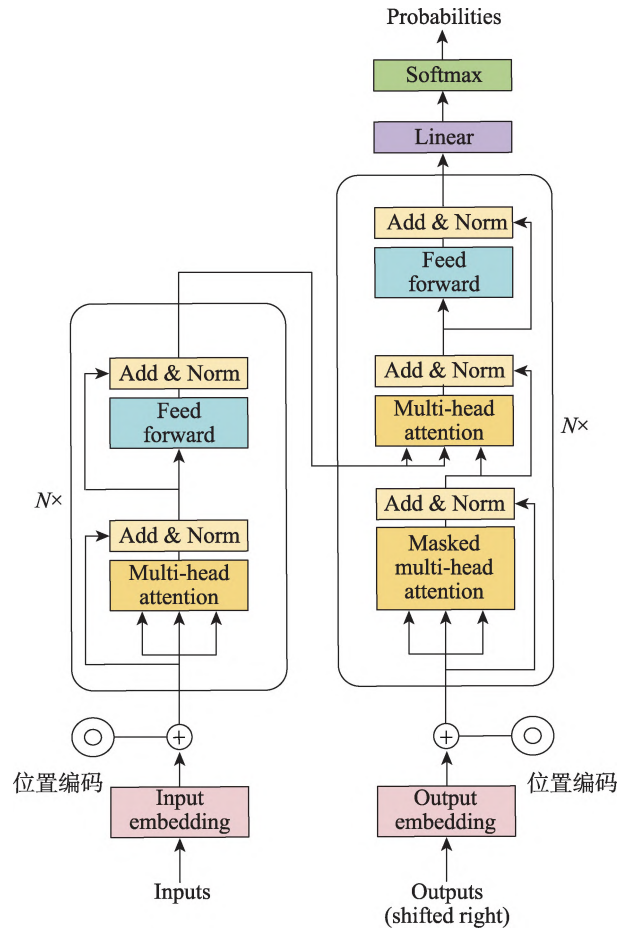 Probabilities
Softmax
Linear
Add & Norm
Feed
forward
Add & Norm
Multi-head
attention
N×
Add & Norm
Masked
multi-head
attention
Add & Norm
Feed
forward
N×
Add & Norm
Multi-head
attention
位置编码
Input
embedding
Inputs
位置编码
Output
embedding
Outputs
(shifted right)